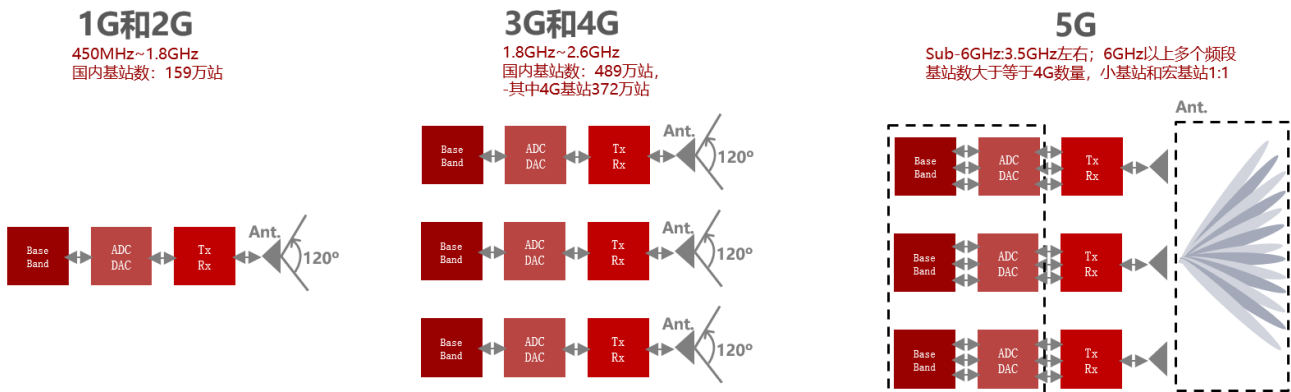 1G和2G
450MHz~1.8GHz
国内基站数：159万站
Base
Band
ADC
DAC
Tx
Rx
Ant.
120º
3G和4G
1.8GHz~2.6GHz
国内基站数：489万站，
-其中4G基站372万站
Base
Band
ADC
DAC
Tx
Rx
Ant.
120º
Base
Band
ADC
DAC
Tx
Rx
Ant.
120º
Base
Band
ADC
DAC
Tx
Rx
Ant.
120º
5G
Sub-6GHz:3.5GHz左右；6GHz以上多个频段
基站数大于等于4G数量，小基站和宏基站1:1
Ant.
Base
Band
ADC
DAC
Tx
Rx
Base
Band
ADC
DAC
Tx
Rx
Base
Band
ADC
DAC
Tx
Rx